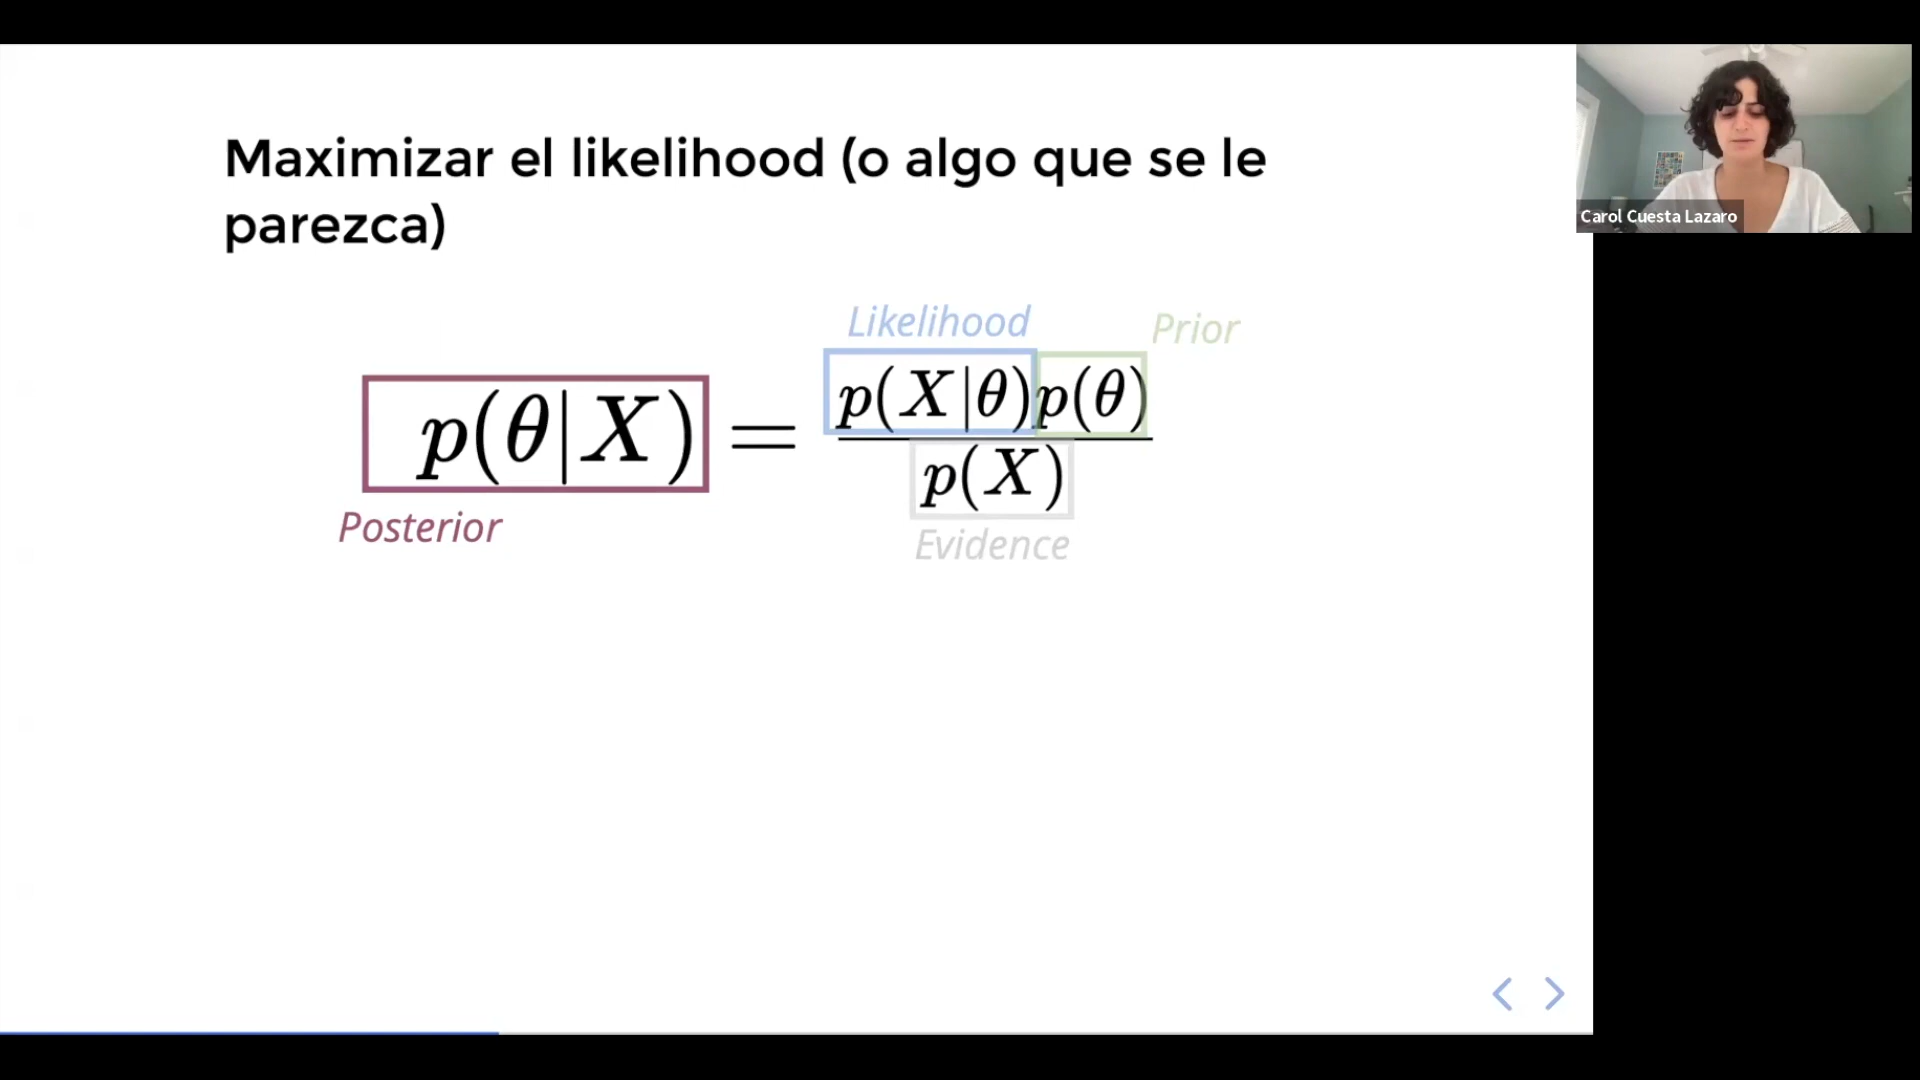 Maximizar el likelihood (o algo que se le
parezca)
Likelihood
Prior
p(θ|X) = p(X|θ)p(θ)
p(X)
Posterior
Evidence
Carol Cuesta Lazaro